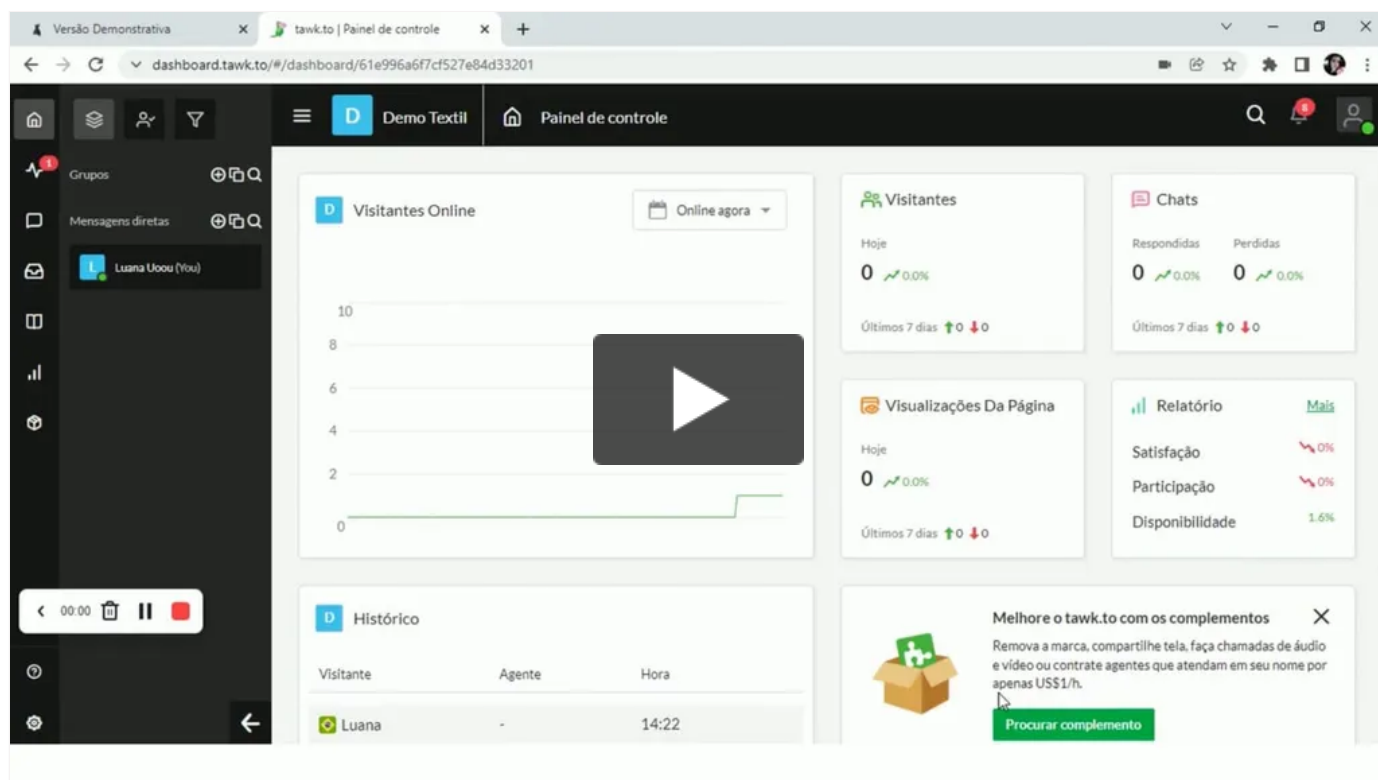 Versão Demonstrativa
tawk.to | Painel de controle
dashboard.tawk.to/#/dashboard/61e996a6f7cf527e84d33201
D Demo Textil
Painel de controle
8
1
Grupos
Mensagens diretas
L Luana Uoou (You)
D Visitantes Online
Online agora
10
8
6
4
2
0
Visitantes
Hoje
0 0.0%
Últimos 7 dias 0 0
Chats
Respondidas Perdidas
0 0.0% 0 0.0%
Últimos 7 dias 0 0
Visualizações Da Página
Hoje
0 0.0%
Últimos 7 dias 0 0
Relatório Mais
Satisfação 0%
Participação 0%
Disponibilidade 1.6%
00:00
D Histórico
Visitante Agente Hora
Luana - 14:22
Melhore o tawk.to com os complementos
Remova a marca, compartilhe tela, faça chamadas de áudio
e vídeo ou contrate agentes que atendam em seu nome por
apenas US$1/h.
Procurar complemento